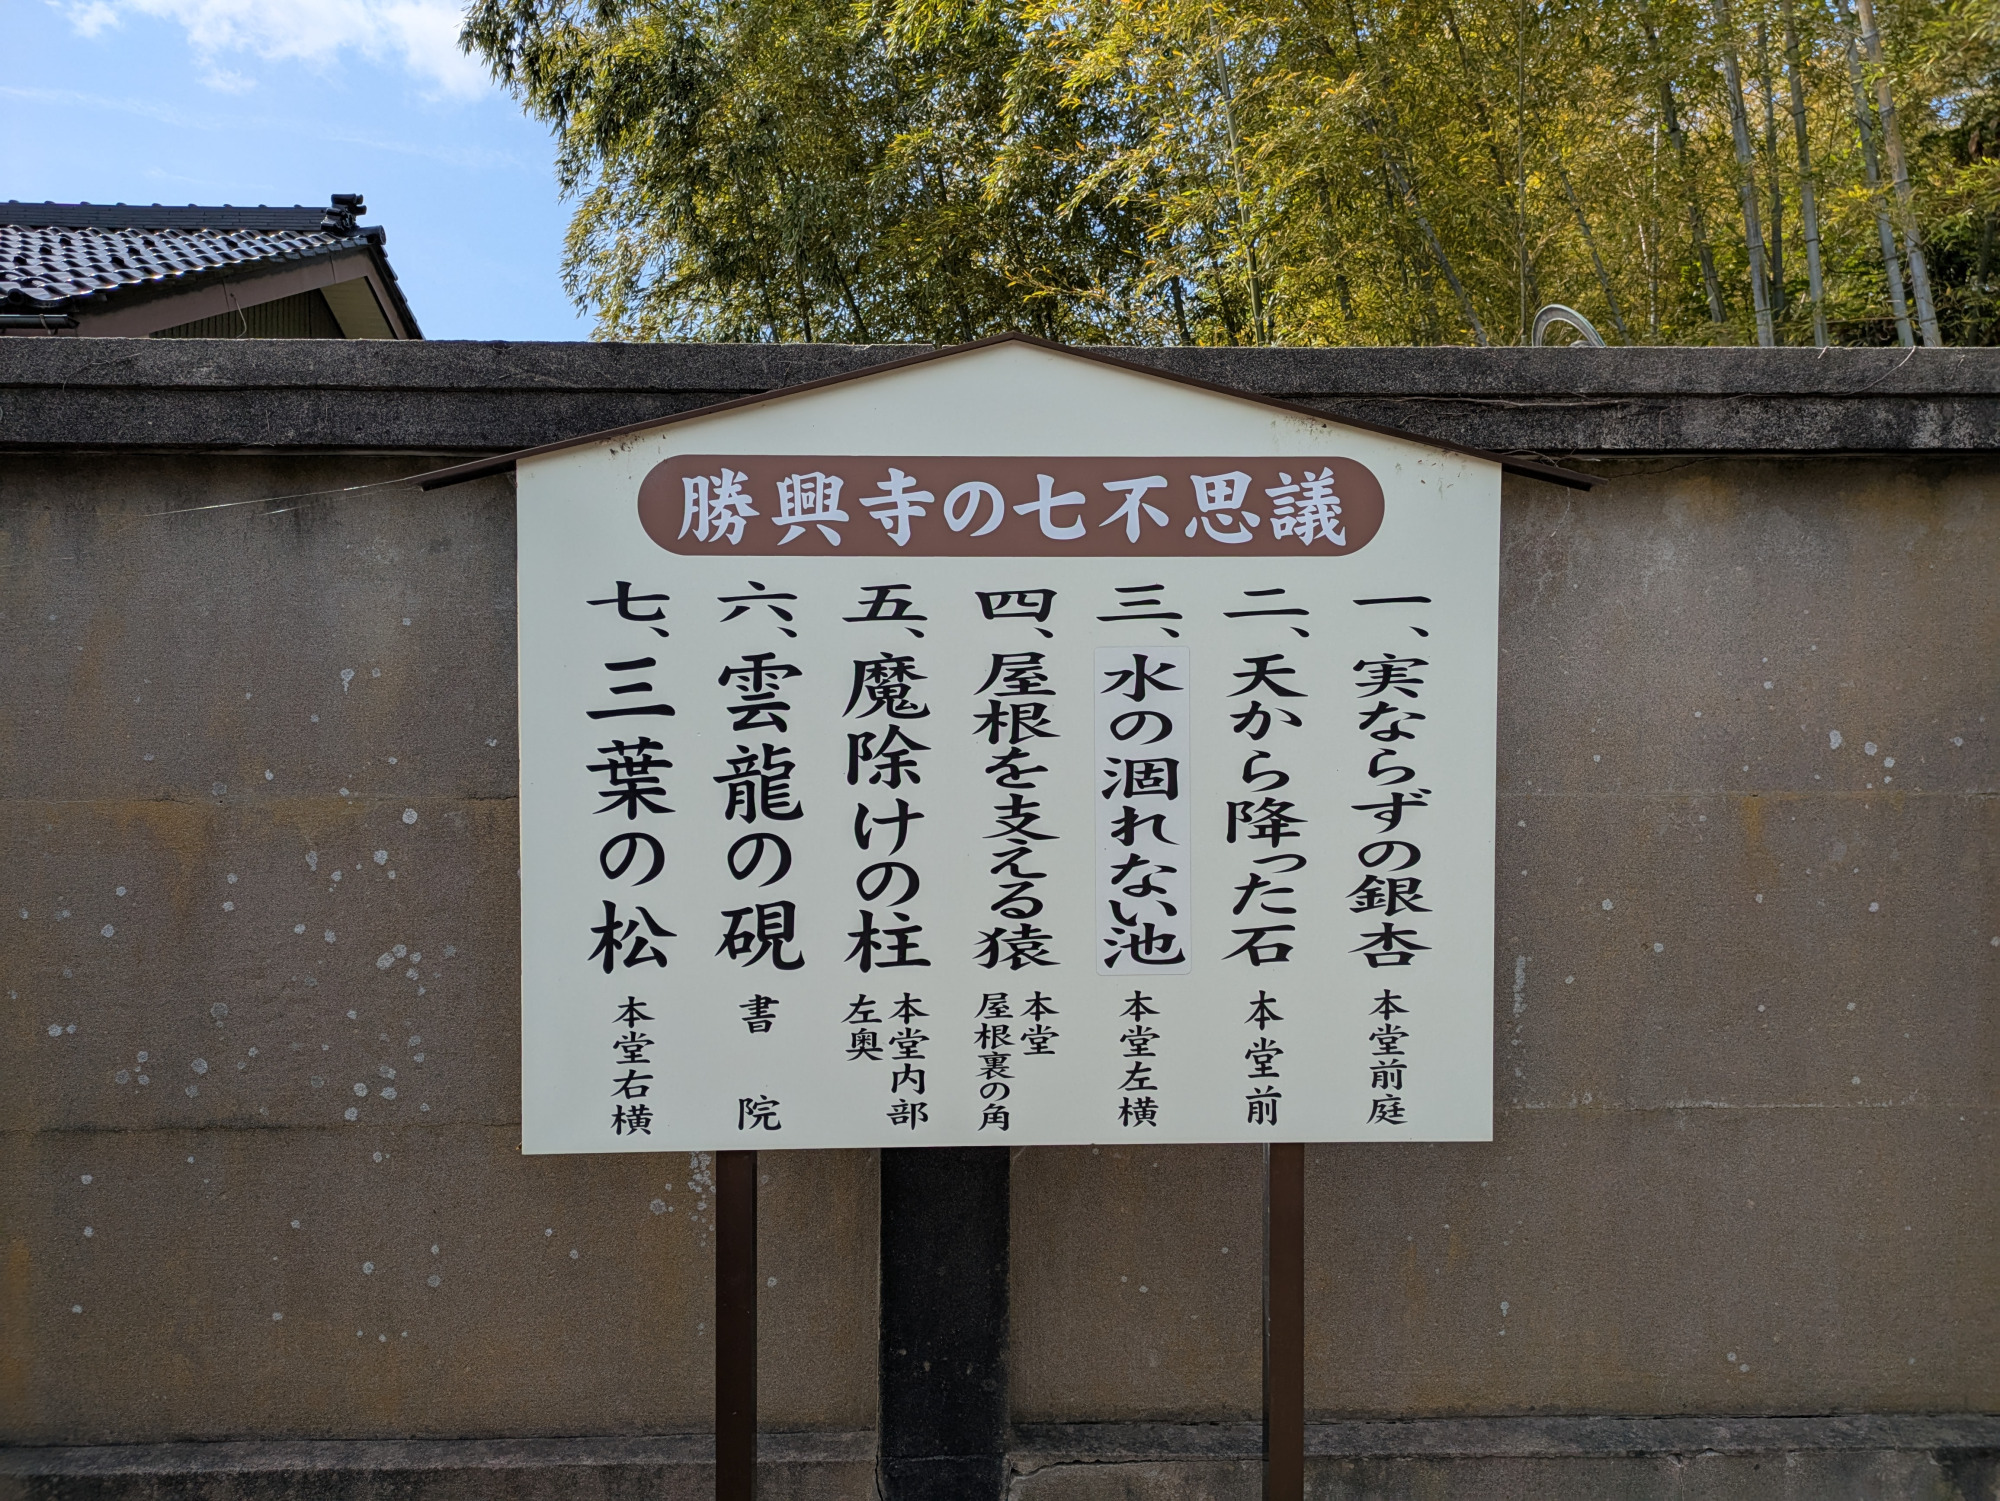 勝興寺の七不思議
一、実ならずの銀杏 本堂前庭
二、天から降った石 本堂前
三、水の涸れない池 本堂左横
四、屋根を支える猿 本堂
屋根裏の角
五、魔除けの柱 本堂内部
左奥
六、雲龍の硯 書院
七、三葉の松 本堂右横